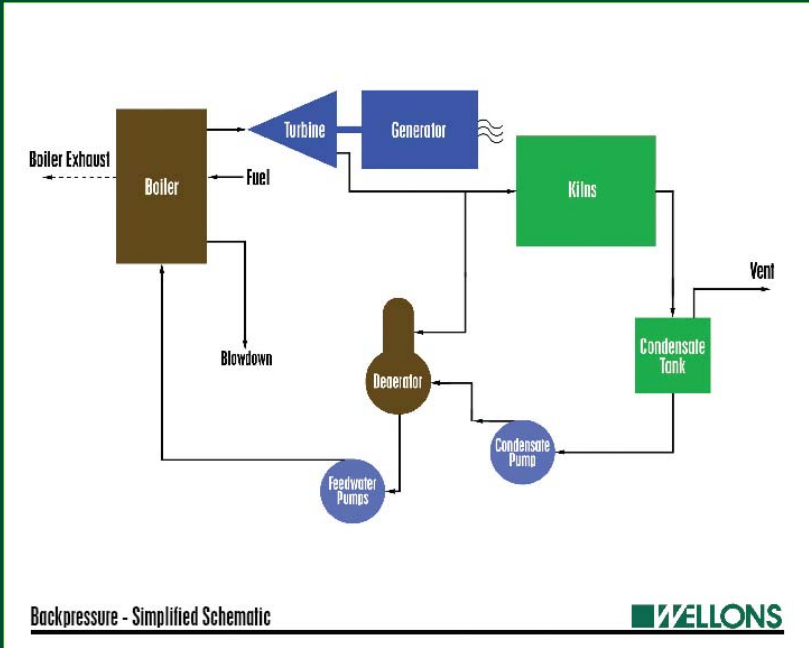 Turbine
Generator
Boiler Exhaust
Boiler
Fuel
Kilns
Vent
Blowdown
Condensate
Tank
Deaerator
Condensate
Pump
Feedwater
Pumps
Backpressure - Simplified Schematic
WELLONS